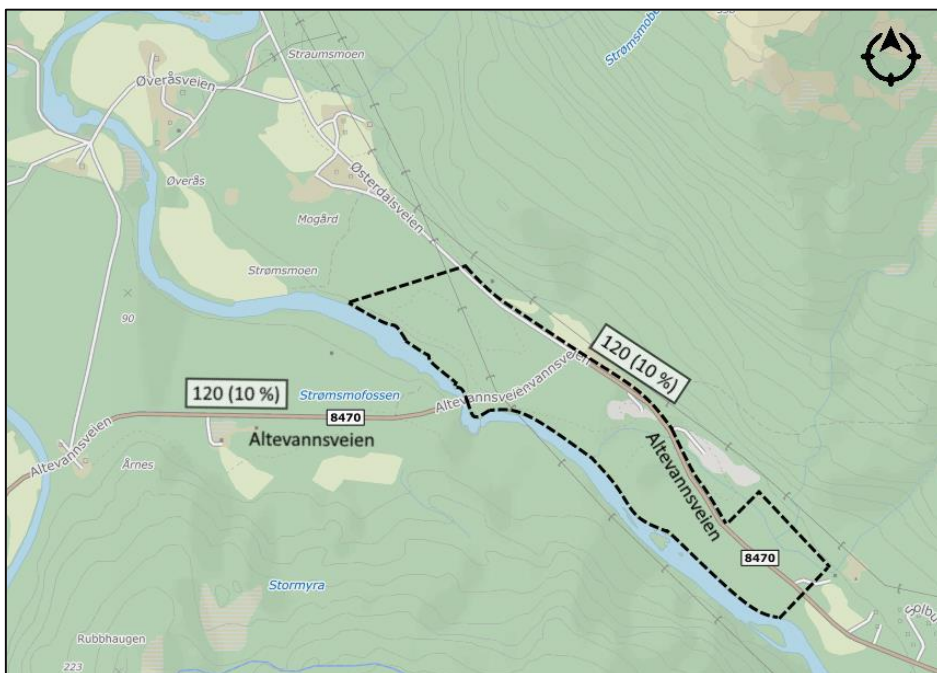 Straumsmoen
Øveråsveien
Øverås
Østerdalsveien
Mogård
Strømsmoen
90
120 (10 %)
120 (10 %)
Strømsmofossen
8470
Altevannsveienvannsveien
Altevannsveien
Altevannsveien
Årnes
Altevannsveien
8470
Stormyra
Rubbhaugen
223